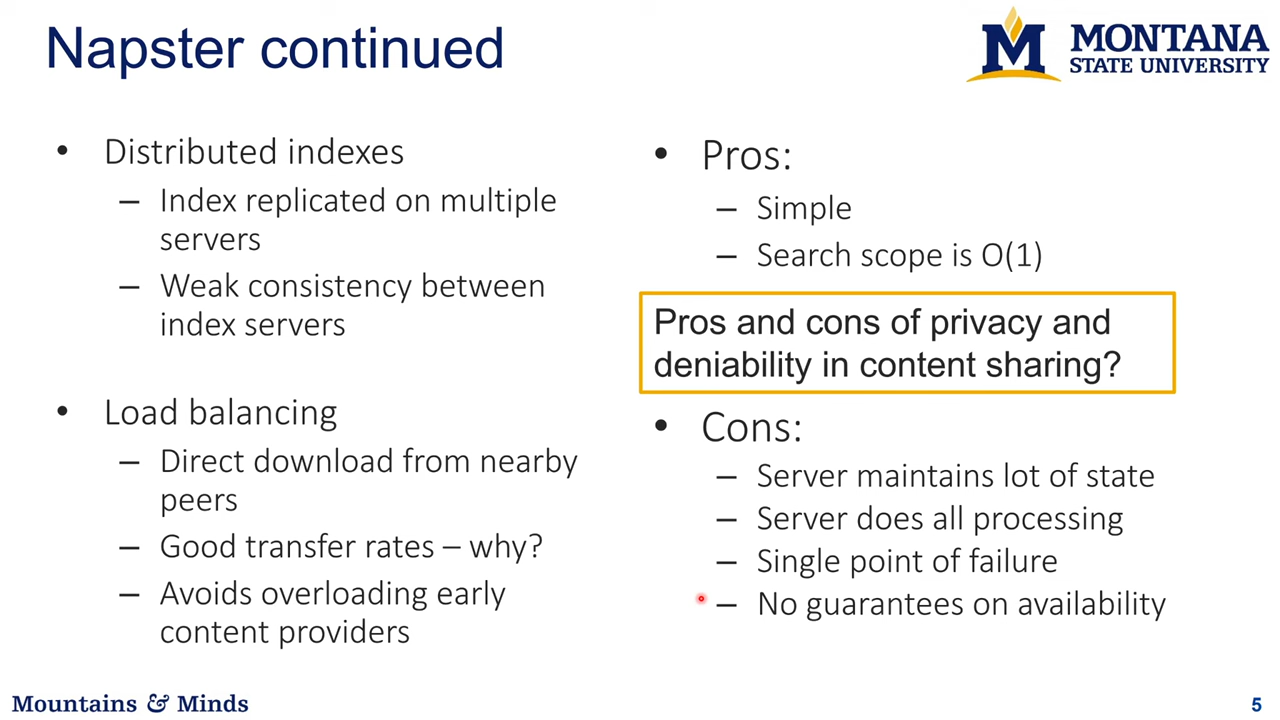 Napster continued
MONTANA
STATE UNIVERSITY
• Distributed indexes
– Index replicated on multiple
servers
– Weak consistency between
index servers
• Load balancing
– Direct download from nearby
peers
– Good transfer rates – why?
– Avoids overloading early
content providers
• Pros:
– Simple
– Search scope is O(1)
Pros and cons of privacy and
deniability in content sharing?
• Cons:
– Server maintains lot of state
– Server does all processing
– Single point of failure
– No guarantees on availability
Mountains & Minds
5